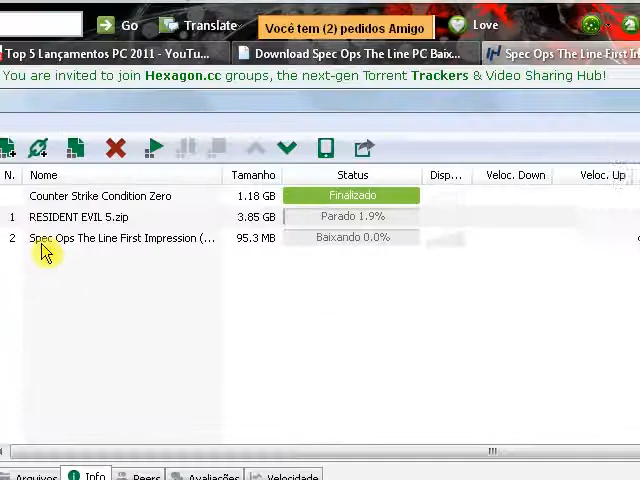 Go Translate Você tem (2) pedidos Amigo Love
Top 5 Lançamentos PC 2011 - YouTu... Download Spec Ops The Line PC Baix... Spec Ops The Line First Im
You are invited to join Hexagon.cc groups, the next-gen Torrent Trackers & Video Sharing Hub!
N. Nome Tamanho Status Disp... Veloc. Down Veloc. Up
Counter Strike Condition Zero 1.18 GB Finalizado
1 RESIDENT EVIL 5.zip 3.85 GB Parado 1.9%
2 Spec Ops The Line First Impression (... 95.3 MB Baixando 0.0%
Arquivos Info Peers Avaliações Velocidade